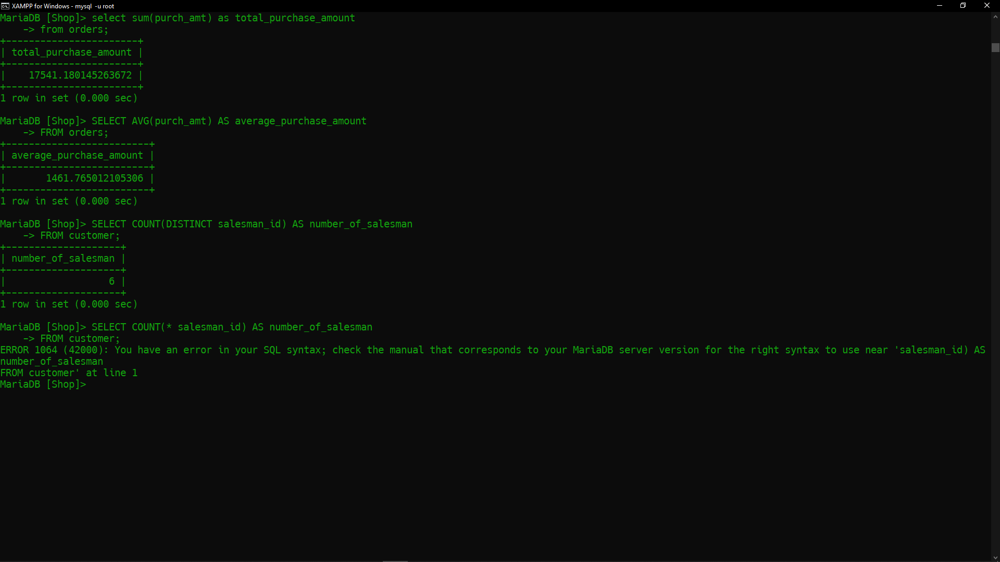 XAMPP for Windows - mysql  -u root
MariaDB [Shop]> select sum(purch_amt) as total_purchase_amount
    -> from orders;
+-----------------------+
| total_purchase_amount |
+-----------------------+
|    17541.180145263672 |
+-----------------------+
1 row in set (0.000 sec)

MariaDB [Shop]> SELECT AVG(purch_amt) AS average_purchase_amount
    -> FROM orders;
+-------------------------+
| average_purchase_amount |
+-------------------------+
|       1461.765012105306 |
+-------------------------+
1 row in set (0.000 sec)

MariaDB [Shop]> SELECT COUNT(DISTINCT salesman_id) AS number_of_salesman
    -> FROM customer;
+--------------------+
| number_of_salesman |
+--------------------+
|                  6 |
+--------------------+
1 row in set (0.000 sec)

MariaDB [Shop]> SELECT COUNT(* salesman_id) AS number_of_salesman
    -> FROM customer;
ERROR 1064 (42000): You have an error in your SQL syntax; check the manual that corresponds to your MariaDB server version for the right syntax to use near 'salesman_id) AS
number_of_salesman
FROM customer' at line 1
MariaDB [Shop]>